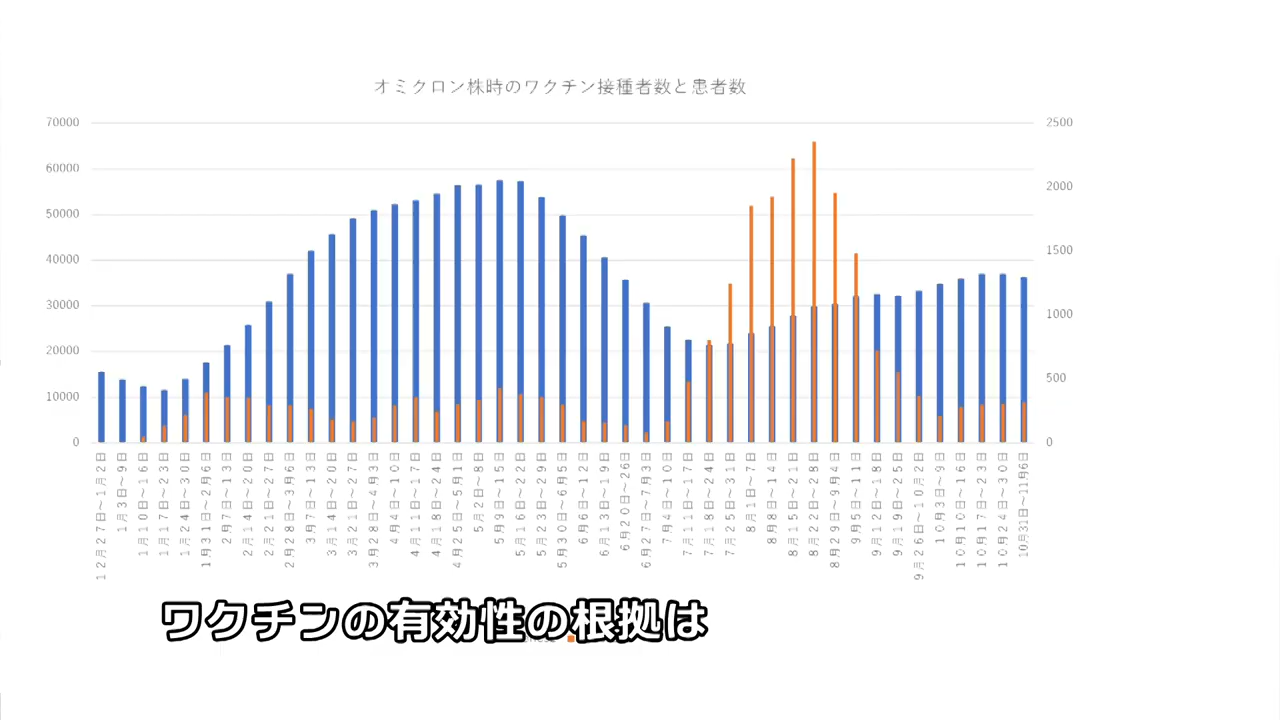 オミクロン株時のワクチン接種者数と患者数
70000
60000
50000
40000
30000
20000
10000
0
2500
2000
1500
1000
500
0
12月27日～1月2日
1月3日～9日
1月10日～16日
1月17日～23日
1月24日～30日
1月31日～2月6日
2月7日～13日
2月14日～20日
2月21日～27日
2月28日～3月6日
3月7日～13日
3月14日～20日
3月21日～27日
3月28日～4月3日
4月4日～10日
4月11日～17日
4月18日～24日
4月25日～5月1日
5月2日～8日
5月9日～15日
5月16日～22日
5月23日～29日
5月30日～6月5日
6月6日～12日
6月13日～19日
6月20日～26日
6月27日～7月3日
7月4日～10日
7月11日～17日
7月18日～24日
7月25日～31日
8月1日～7日
8月8日～14日
8月15日～21日
8月22日～28日
8月29日～9月4日
9月5日～11日
9月12日～18日
9月19日～25日
9月26日～10月2日
10月3日～9日
10月10日～16日
10月17日～23日
10月24日～30日
10月31日～11月6日
ワクチンの有効性の根拠は